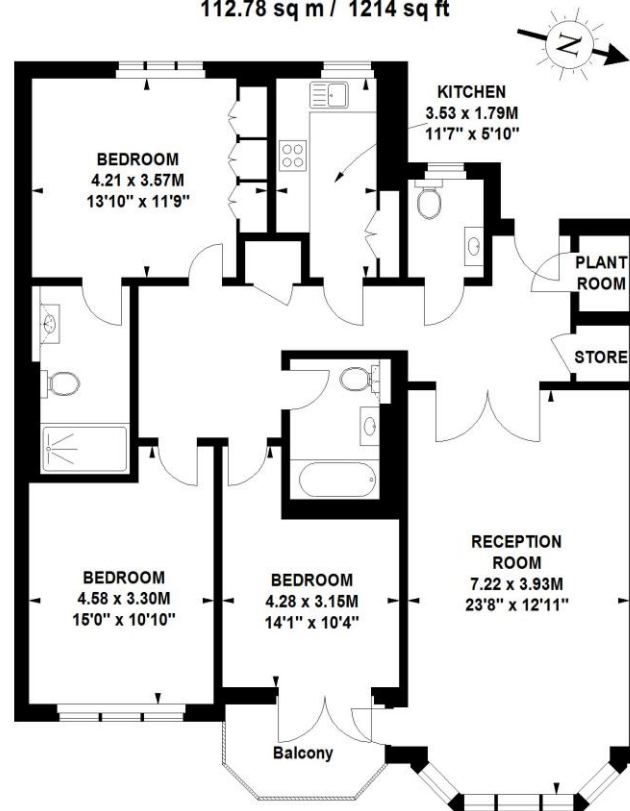 112.78 sq m / 1214 sq ft
N
KITCHEN
3.53 x 1.79M
11'7" x 5'10"
BEDROOM
4.21 x 3.57M
13'10" x 11'9"
PLANT
ROOM
STORE
RECEPTION
ROOM
7.22 x 3.93M
23'8" x 12'11"
BEDROOM
4.58 x 3.30M
15'0" x 10'10"
BEDROOM
4.28 x 3.15M
14'1" x 10'4"
Balcony